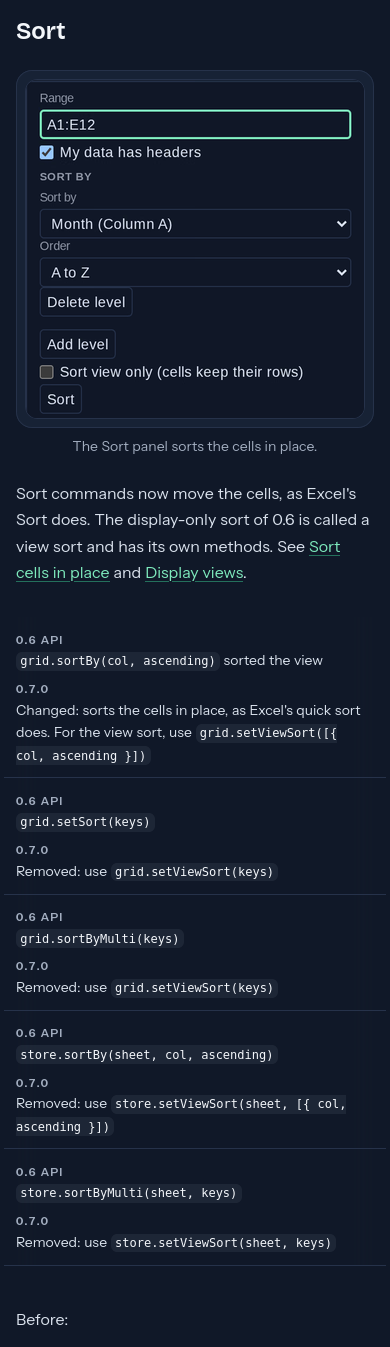 Sort
Range
A1:E12
My data has headers
SORT BY
Sort by
Month (Column A)
Order
A to Z
Delete level
Add level
Sort view only (cells keep their rows)
Sort
The Sort panel sorts the cells in place.
Sort commands now move the cells, as Excel's
Sort does. The display-only sort of 0.6 is called a
view sort and has its own methods. See Sort
cells in place and Display views.
0.6 API
grid.sortBy(col, ascending) sorted the view
0.7.0
Changed: sorts the cells in place, as Excel's quick sort
does. For the view sort, use grid.setViewSort([{
col, ascending }])
0.6 API
grid.setSort(keys)
0.7.0
Removed: use grid.setViewSort(keys)
0.6 API
grid.sortByMulti(keys)
0.7.0
Removed: use grid.setViewSort(keys)
0.6 API
store.sortBy(sheet, col, ascending)
0.7.0
Removed: use store.setViewSort(sheet, [{ col,
ascending }])
0.6 API
store.sortByMulti(sheet, keys)
0.7.0
Removed: use store.setViewSort(sheet, keys)
Before: